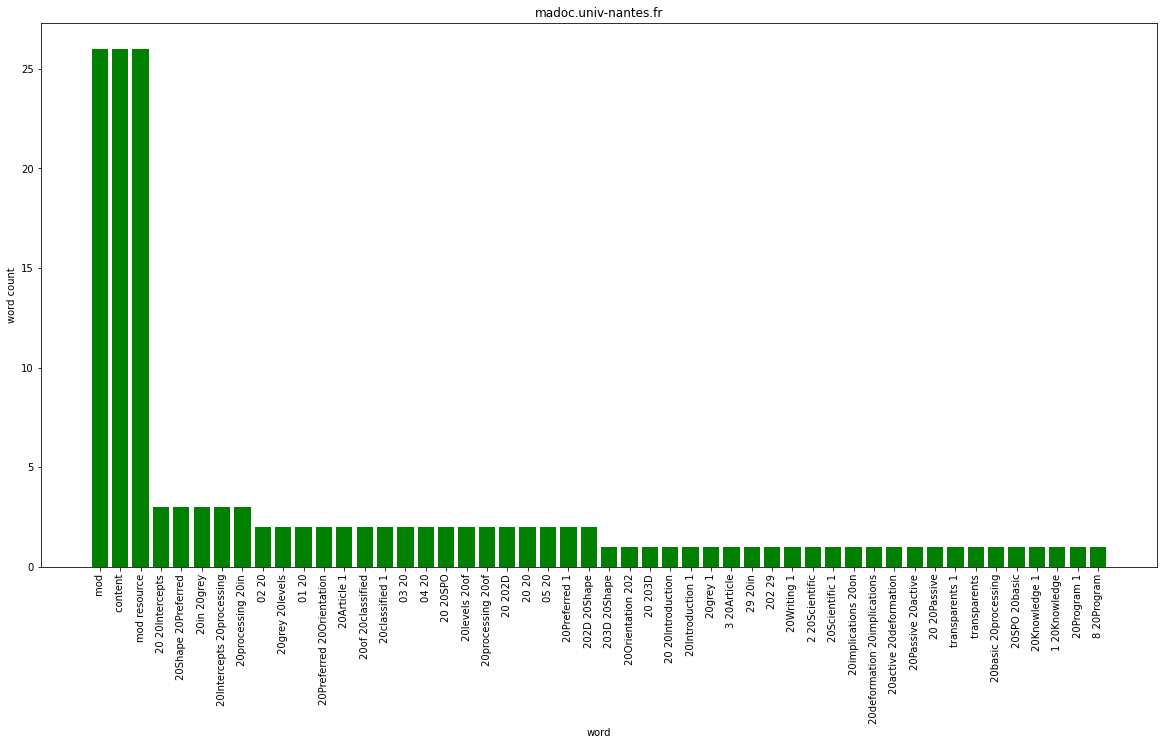 madoc.univ-nantes.fr
word count
25
20
15
10
5
0
mod
content
mod resource
20 20Intercepts
20Shape 20Preferred
20in 20grey
20Intercepts 20processing
20processing 20in
02 20
20grey 20levels
01 20
20Preferred 20Orientation
20Article 1
20of 20classified
20classified 1
03 20
04 20
20 20SPO
20levels 20of
20processing 20of
20 202D
20 20
05 20
20Preferred 1
202D 20Shape
203D 20Shape
20Orientation 202
20 203D
20 20Introduction
20Introduction 1
20grey 1
3 20Article
29 20in
202 29
20Writing 1
2 20Scientific
20Scientific 1
20implications 20on
20deformation 20implications
20active 20deformation
20Passive 20active
20 20Passive
transparents 1
transparents
20basic 20processing
20SPO 20basic
20Knowledge 1
1 20Knowledge
20Program 1
8 20Program
word